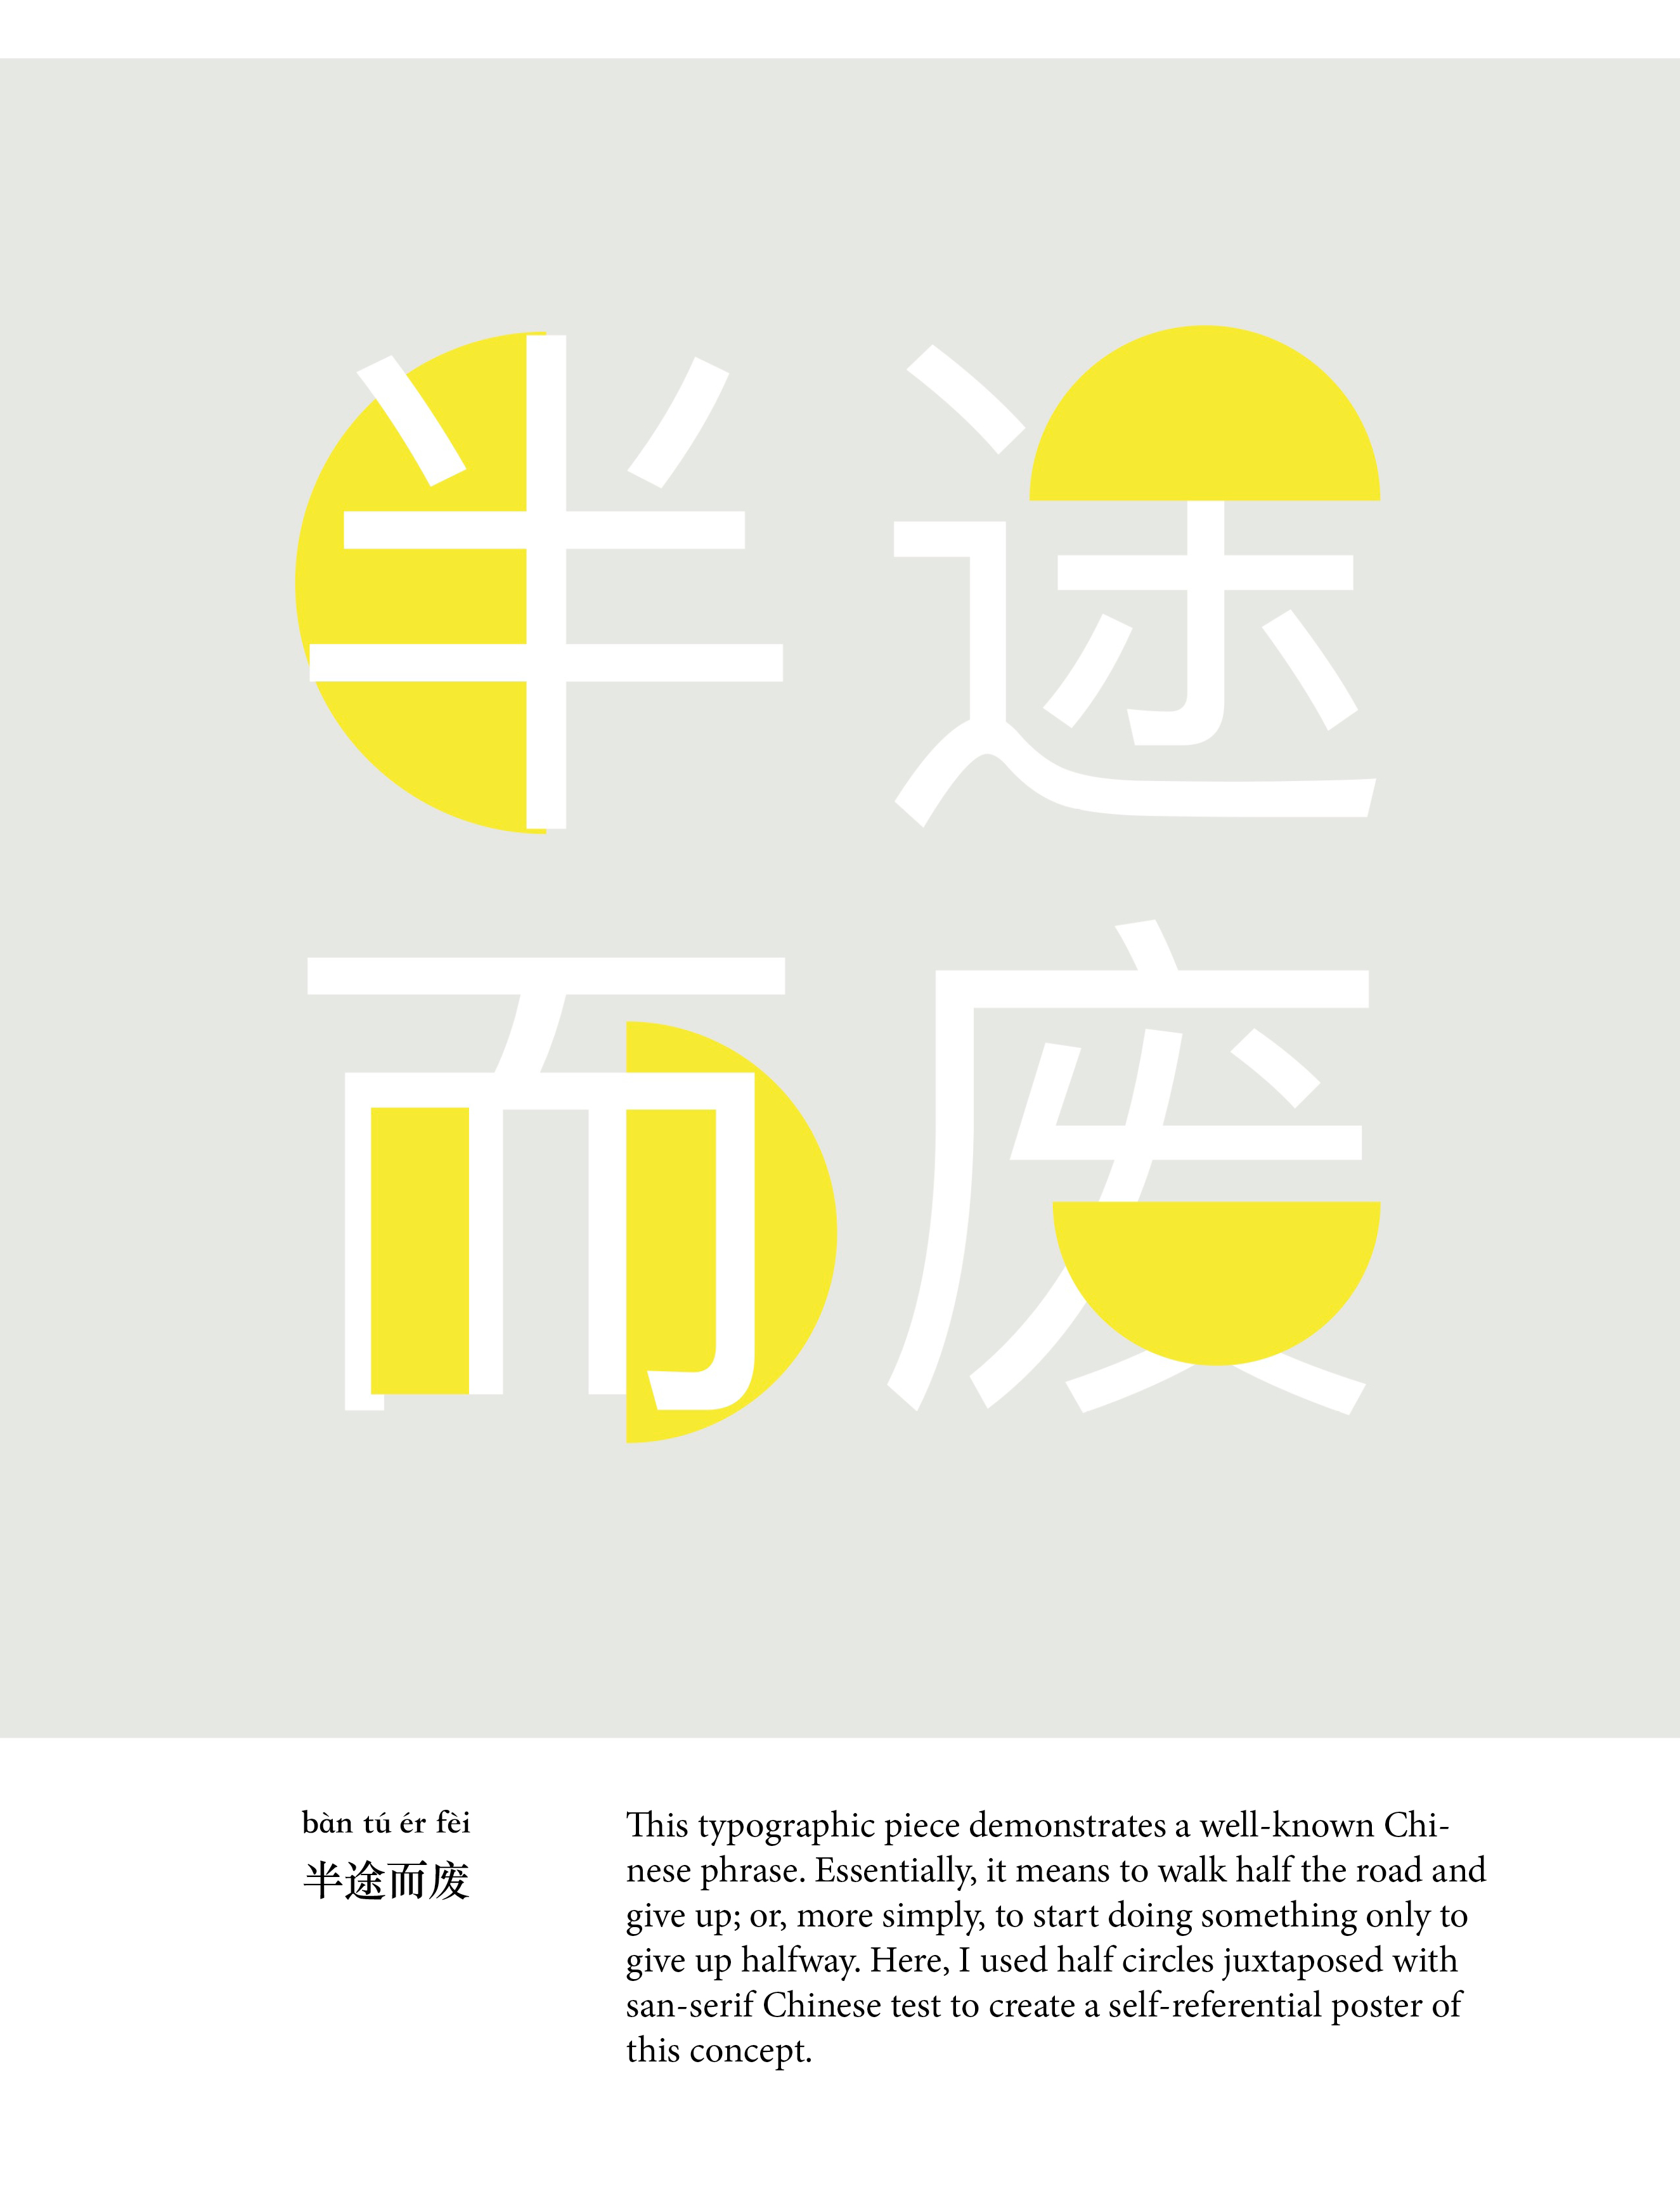 半途
而废
bàn tú ér fèi
半途而废
This typographic piece demonstrates a well-known Chi-
nese phrase. Essentially, it means to walk half the road and
give up; or, more simply, to start doing something only to
give up halfway. Here, I used half circles juxtaposed with
san-serif Chinese test to create a self-referential poster of
this concept.